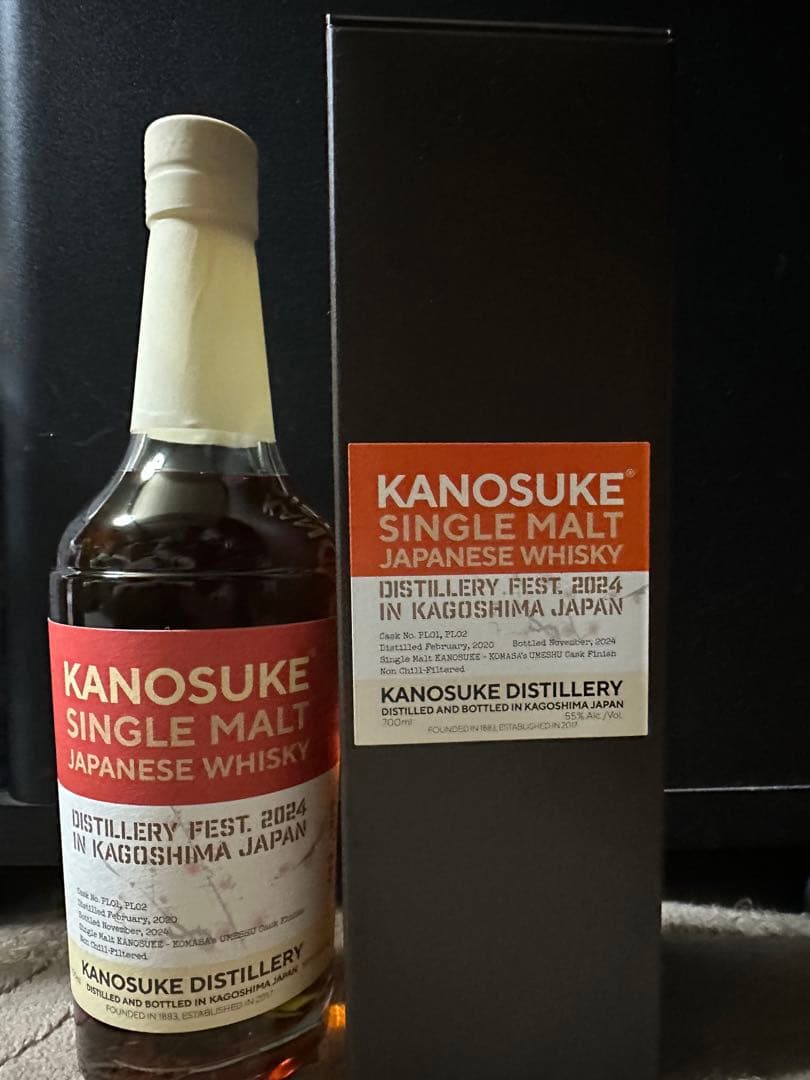 KANOSUKE
SINGLE MALT
JAPANESE WHISKY
DISTILLERY FEST. 2024
IN KAGOSHIMA JAPAN
Cask No. PL01, PL02
Distilled February, 2020
Bottled November, 2024
Single Malt KANOSUKE - KOMASA's UMESHU Cask Finish
Non Chill-Filtered
KANOSUKE DISTILLERY
DISTILLED AND BOTTLED IN KAGOSHIMA JAPAN
FOUNDED IN 1883, ESTABLISHED IN 2017
KANOSUKE®
SINGLE MALT
JAPANESE WHISKY
DISTILLERY FEST. 2024
IN KAGOSHIMA JAPAN
Cask No. PL01, PL02
Distilled February, 2020 Bottled November, 2024
Single Malt KANOSUKE - KOMASA's UMESHU Cask Finish
Non Chill-Filtered
KANOSUKE DISTILLERY
DISTILLED AND BOTTLED IN KAGOSHIMA JAPAN
700ml 55% Alc./Vol.
FOUNDED IN 1883, ESTABLISHED IN 2017